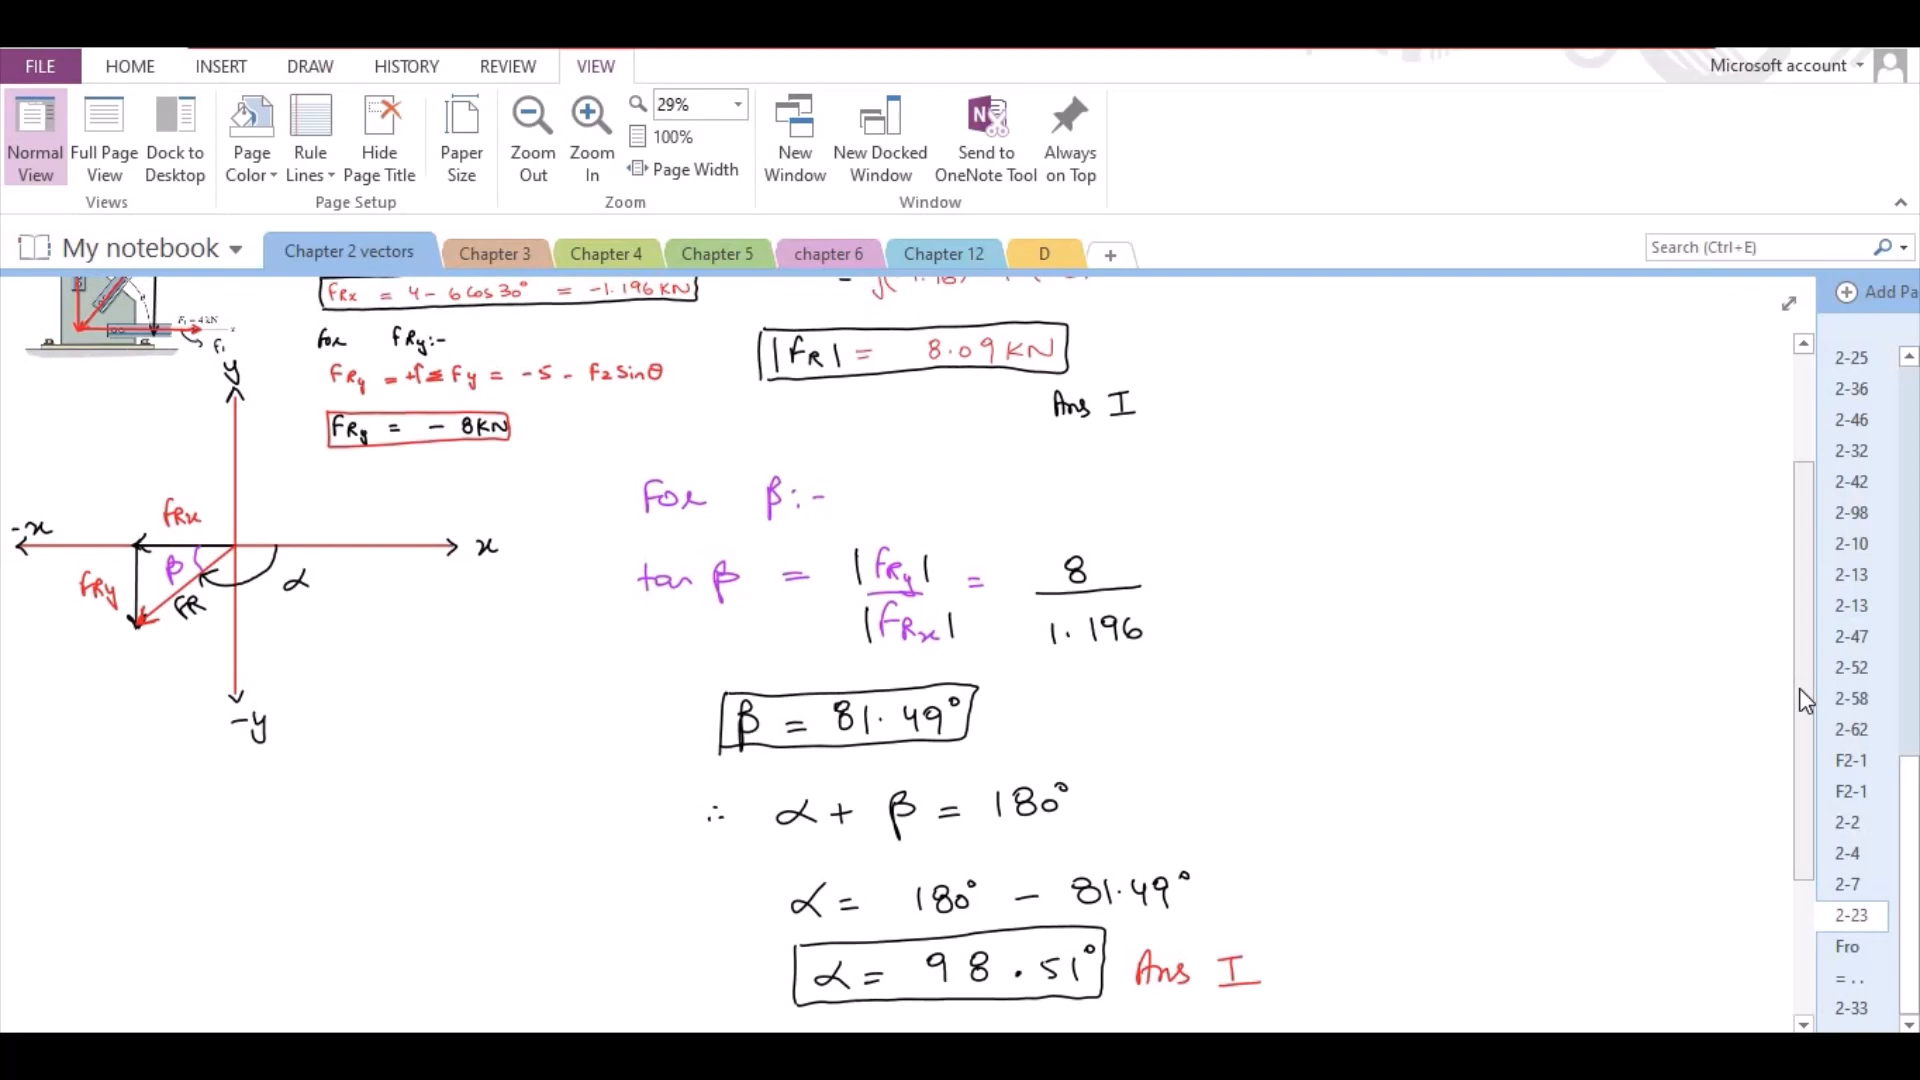 FILE HOME INSERT DRAW HISTORY REVIEW VIEW Microsoft account
Normal View Full Page View Dock to Desktop Page Color Rule Lines Hide Page Title Paper Size Zoom Out Zoom In 29% 100% Page Width New Window New Docked Window Send to OneNote Tool Always on Top
Views Page Setup Zoom Window
My notebook Chapter 2 vectors Chapter 3 Chapter 4 Chapter 5 chapter 6 Chapter 12 D + Search (Ctrl+E)
Add Pa
FRx = 4 - 6 Cos 30° = -1.196 KN
F₁ = 4 kN
F₁
For FRy:-
FRy = +↑ Σ Fy = -5 - F2 Sin θ
FRy = - 8KN
|FR| = 8.09 KN
Ans I
y
-x
x
FRx
FRy
β
FR
α
-y
For β:-
tan β = |FRy| / |FRx| = 8 / 1.196
β = 81.49°
∴ α + β = 180°
α = 180° - 81.49°
α = 98.51° Ans I
2-25
2-36
2-46
2-32
2-42
2-98
2-10
2-13
2-13
2-47
2-52
2-58
2-62
F2-1
F2-1
2-2
2-4
2-7
2-23
Fro
= . .
2-33